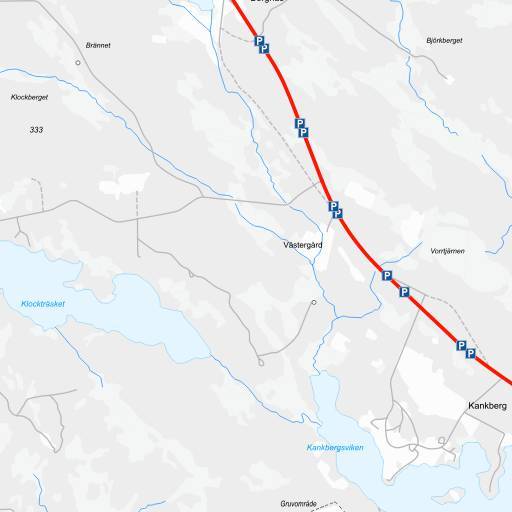 Brännet
Björkberget
Klockberget
333
P
P
P
P
P
P
Västergård
Vorrtjärnen
P
P
Klockträsket
P
P
Kankberg
Kankbergsviken
Gruvområde